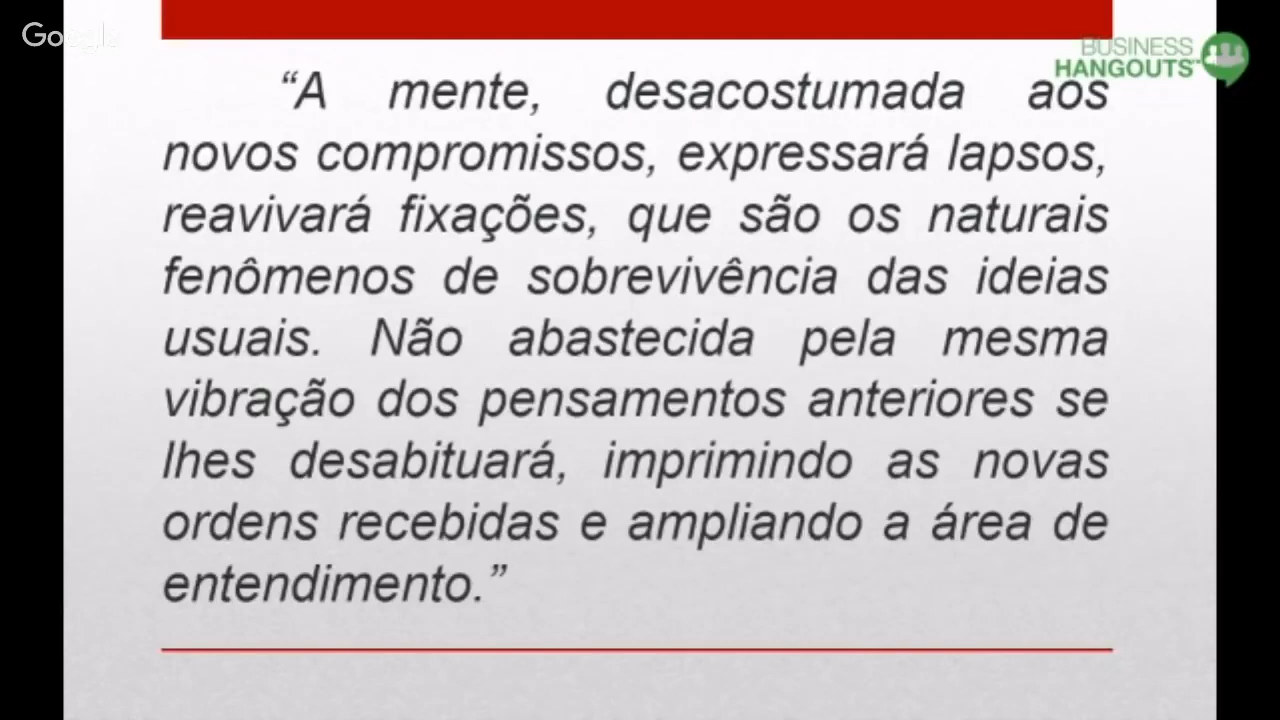 Google
BUSINESS
HANGOUTS
“A mente, desacostumada aos
novos compromissos, expressará lapsos,
reavivará fixações, que são os naturais
fenômenos de sobrevivência das ideias
usuais. Não abastecida pela mesma
vibração dos pensamentos anteriores se
lhes desabituará, imprimindo as novas
ordens recebidas e ampliando a área de
entendimento.”